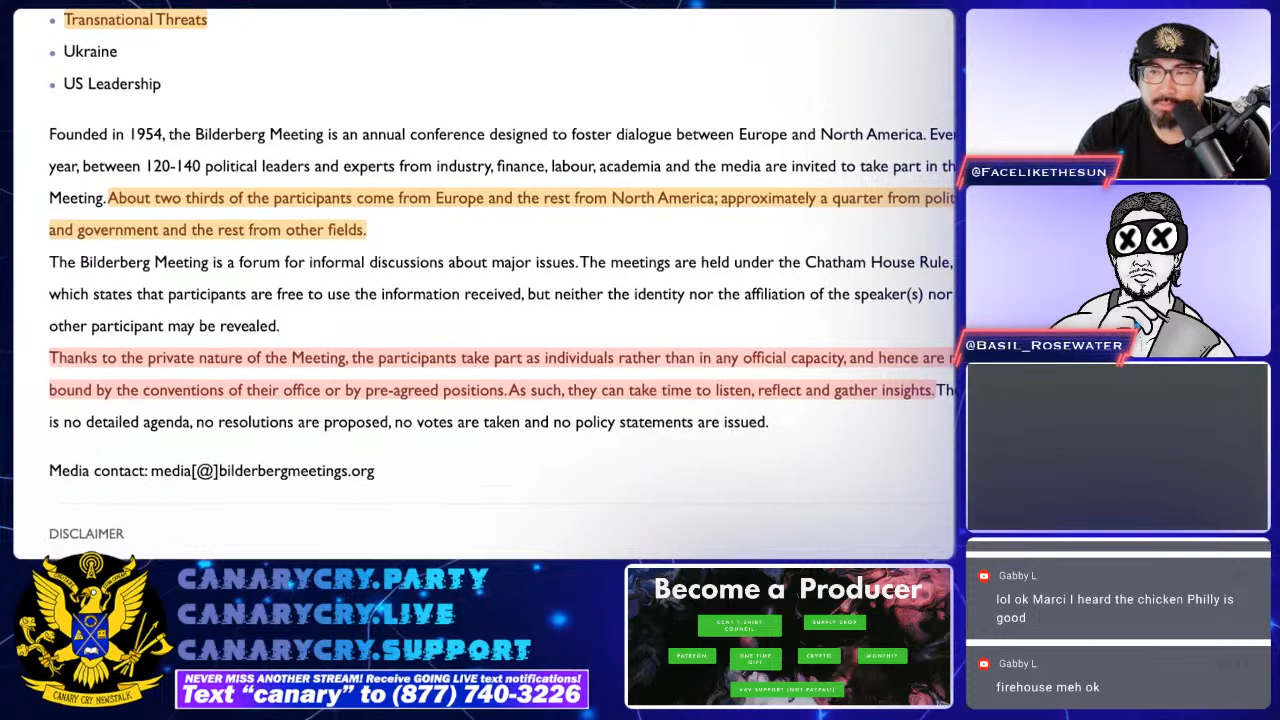 Transnational Threats
Ukraine
US Leadership
Founded in 1954, the Bilderberg Meeting is an annual conference designed to foster dialogue between Europe and North America.
year, between 120-140 political leaders and experts from industry, finance, labour, academia and the media are invited to take part in
Meeting. About two thirds of the participants come from Europe and the rest from North America; approximately a quarter from
and government and the rest from other fields.
The Bilderberg Meeting is a forum for informal discussions about major issues. The meetings are held under the Chatham House Rule,
which states that participants are free to use the information received, but neither the identity nor the affiliation of the speaker(s) nor
other participant may be revealed.
Thanks to the private nature of the Meeting, the participants take part as individuals rather than in any official capacity, and hence are
bound by the conventions of their office or by pre-agreed positions. As such, they can take time to listen, reflect and gather insights.
is no detailed agenda, no resolutions are proposed, no votes are taken and no policy statements are issued.
Media contact: media[@]bilderbergmeetings.org
DISCLAIMER
@FACELIKETHESUN
@BASIL_ROSEWATER
Gabby L
lol ok Marci I heard the chicken Philly is
good
Gabby L
firehouse meh ok
CANARY CRY NEWSTALK
CANARYCRY.PARTY
CANARYCRY.LIVE
CANARYCRY.SUPPORT
NEVER MISS ANOTHER STREAM! Receive GOING LIVE text notifications!
Text “canary” to (877) 740-3226
Become a Producer
SUPPLY DROP
PATREON
ONE TIME
GIFT
CRYPTO
MONTHLY